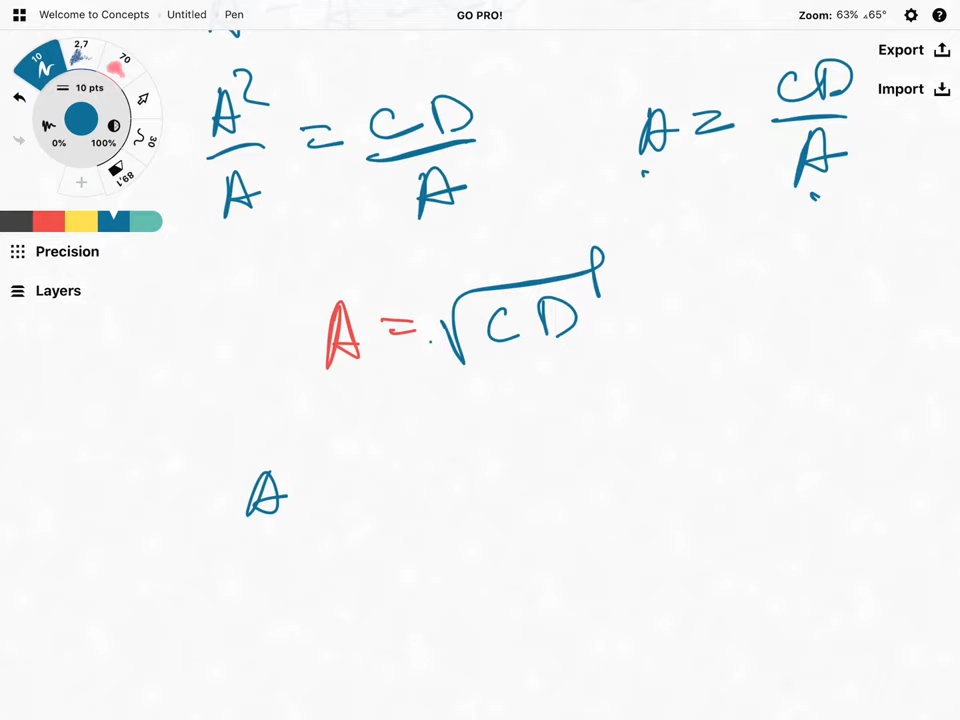 Welcome to Concepts › Untitled › Pen
GO PRO!
Zoom: 63% ∡65°
Export
Import
10
2,7
70
10 pts
0%
100%
30
89,1
Precision
Layers
A² / A = CD / A
A = CD / A
A = √CD
A